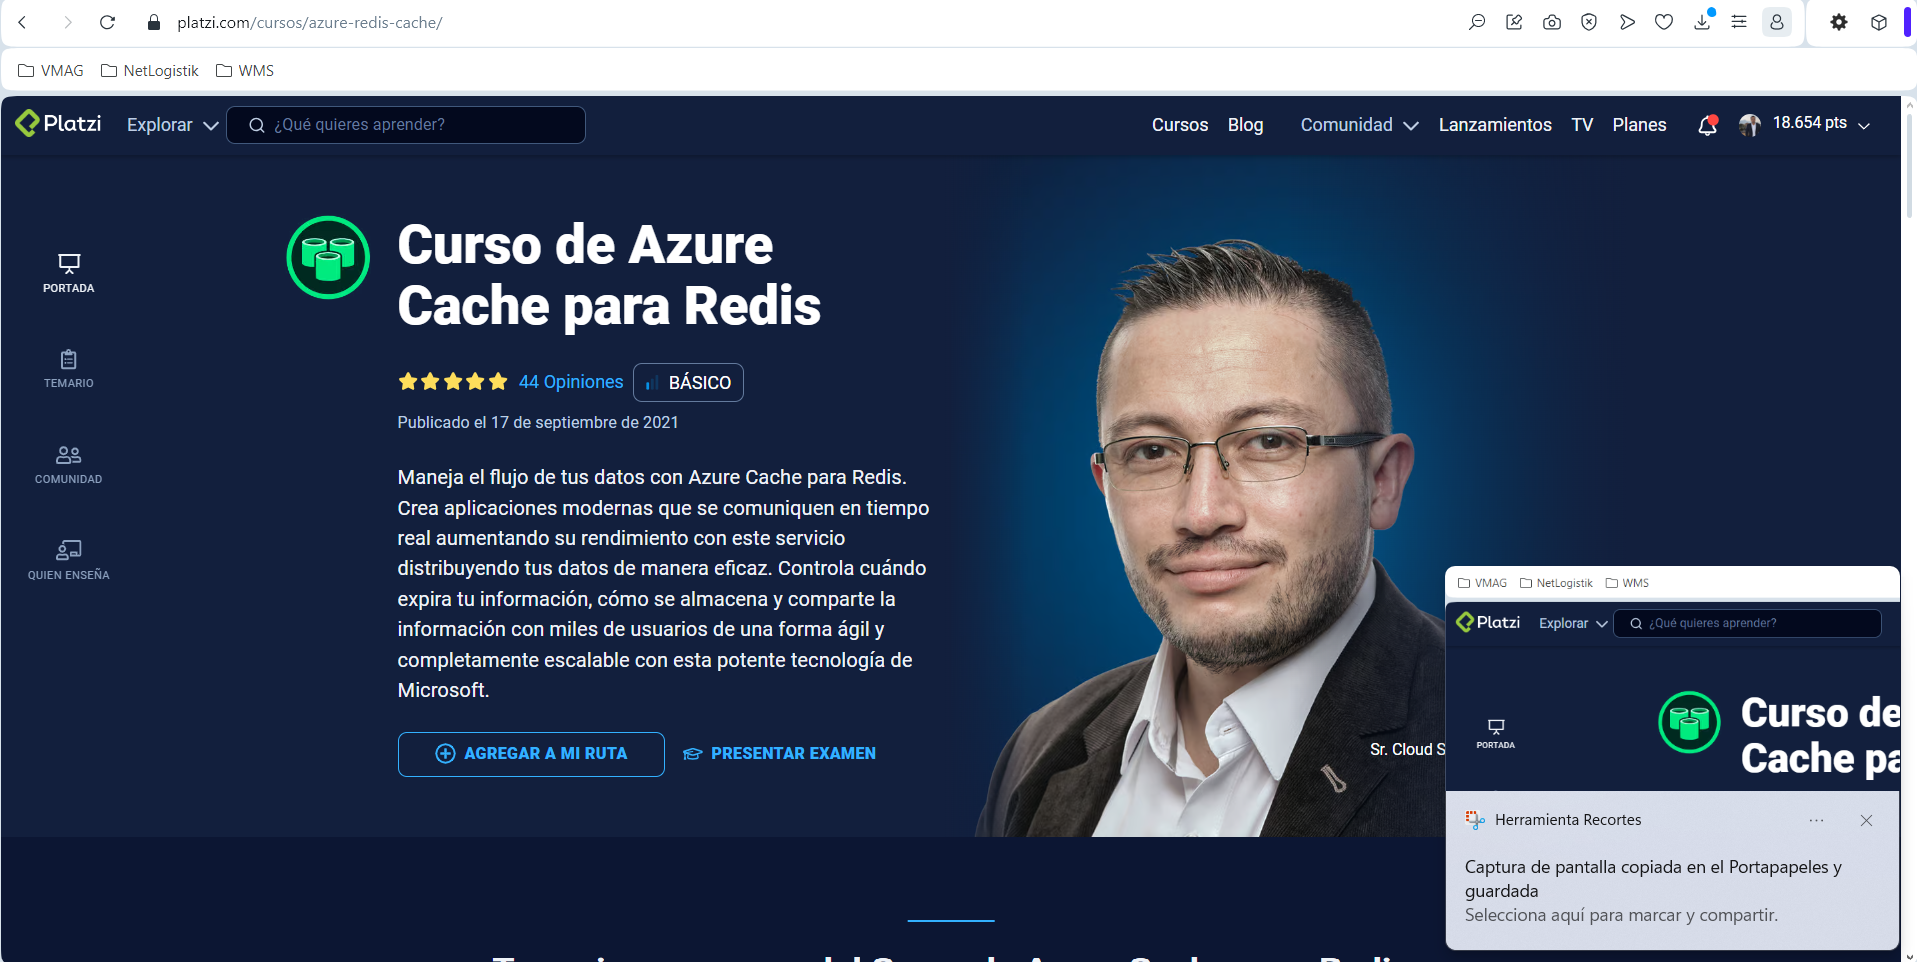 platzi.com/cursos/azure-redis-cache/
VMAG NetLogistik WMS
Platzi Explorar ¿Qué quieres aprender? Cursos Blog Comunidad Lanzamientos TV Planes 18.654 pts
PORTADA
TEMARIO
COMUNIDAD
QUIEN ENSEÑA
Curso de Azure
Cache para Redis
44 Opiniones BÁSICO
Publicado el 17 de septiembre de 2021
Maneja el flujo de tus datos con Azure Cache para Redis.
Crea aplicaciones modernas que se comuniquen en tiempo
real aumentando su rendimiento con este servicio
distribuyendo tus datos de manera eficaz. Controla cuándo
expira tu información, cómo se almacena y comparte la
información con miles de usuarios de una forma ágil y
completamente escalable con esta potente tecnología de
Microsoft.
AGREGAR A MI RUTA PRESENTAR EXAMEN
Sr. Cloud S
VMAG NetLogistik WMS
Platzi Explorar ¿Qué quieres aprender?
PORTADA
Curso de
Cache pa
Herramienta Recortes
Captura de pantalla copiada en el Portapapeles y
guardada
Selecciona aquí para marcar y compartir.